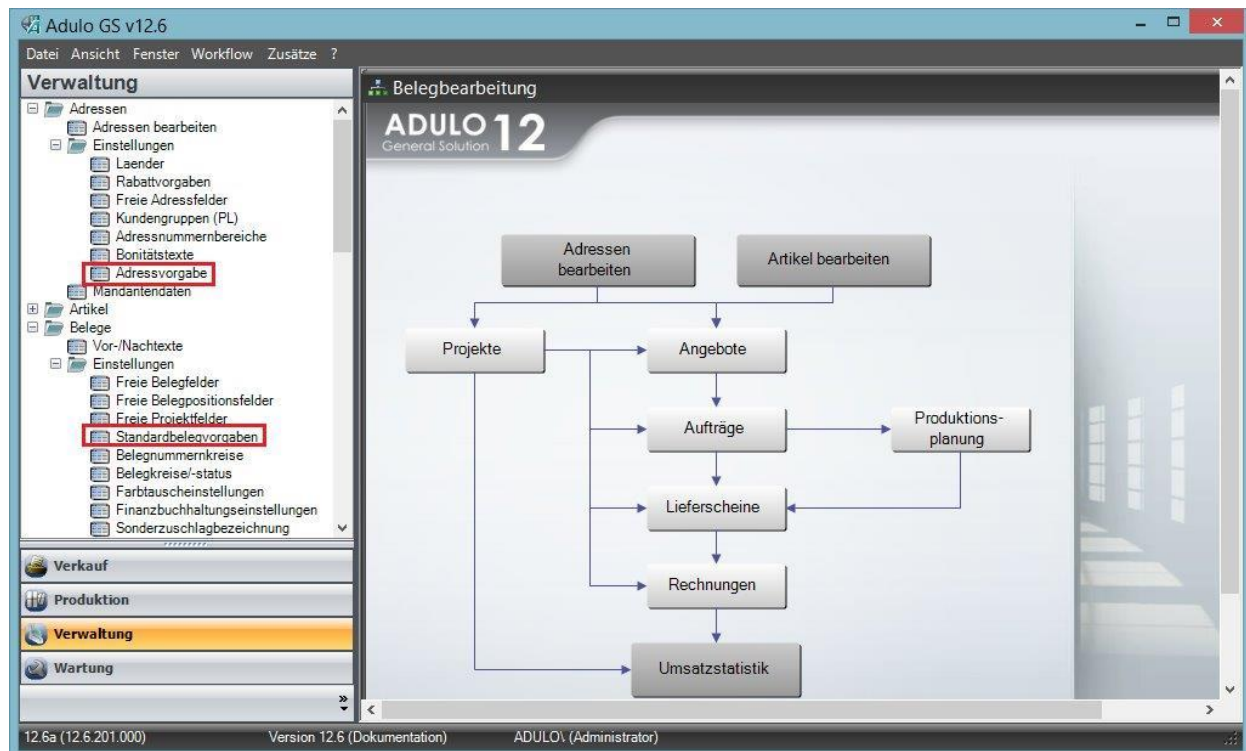 Adulo GS v12.6
Datei Ansicht Fenster Workflow Zusätze ?
Verwaltung
Adressen
Adressen bearbeiten
Einstellungen
Laender
Rabattvorgaben
Freie Adressfelder
Kundengruppen (PL)
Adressnummernbereiche
Bonitätstexte
Adressvorgabe
Mandantendaten
Artikel
Belege
Vor-/Nachtexte
Einstellungen
Freie Belegfelder
Freie Belegpositionsfelder
Freie Projektfelder
Standardbelegvorgaben
Belegnummernkreise
Belegkreise/-status
Farbtauscheinstellungen
Finanzbuchhaltungseinstellungen
Sonderzuschlagbezeichnung
Verkauf
Produktion
Verwaltung
Wartung
Belegbearbeitung
ADULO 12
General Solution
Adressen
bearbeiten
Artikel bearbeiten
Projekte
Angebote
Aufträge
Produktions-
planung
Lieferscheine
Rechnungen
Umsatzstatistik
12.6a (12.6.201.000) Version 12.6 (Dokumentation) ADULO\ (Administrator)